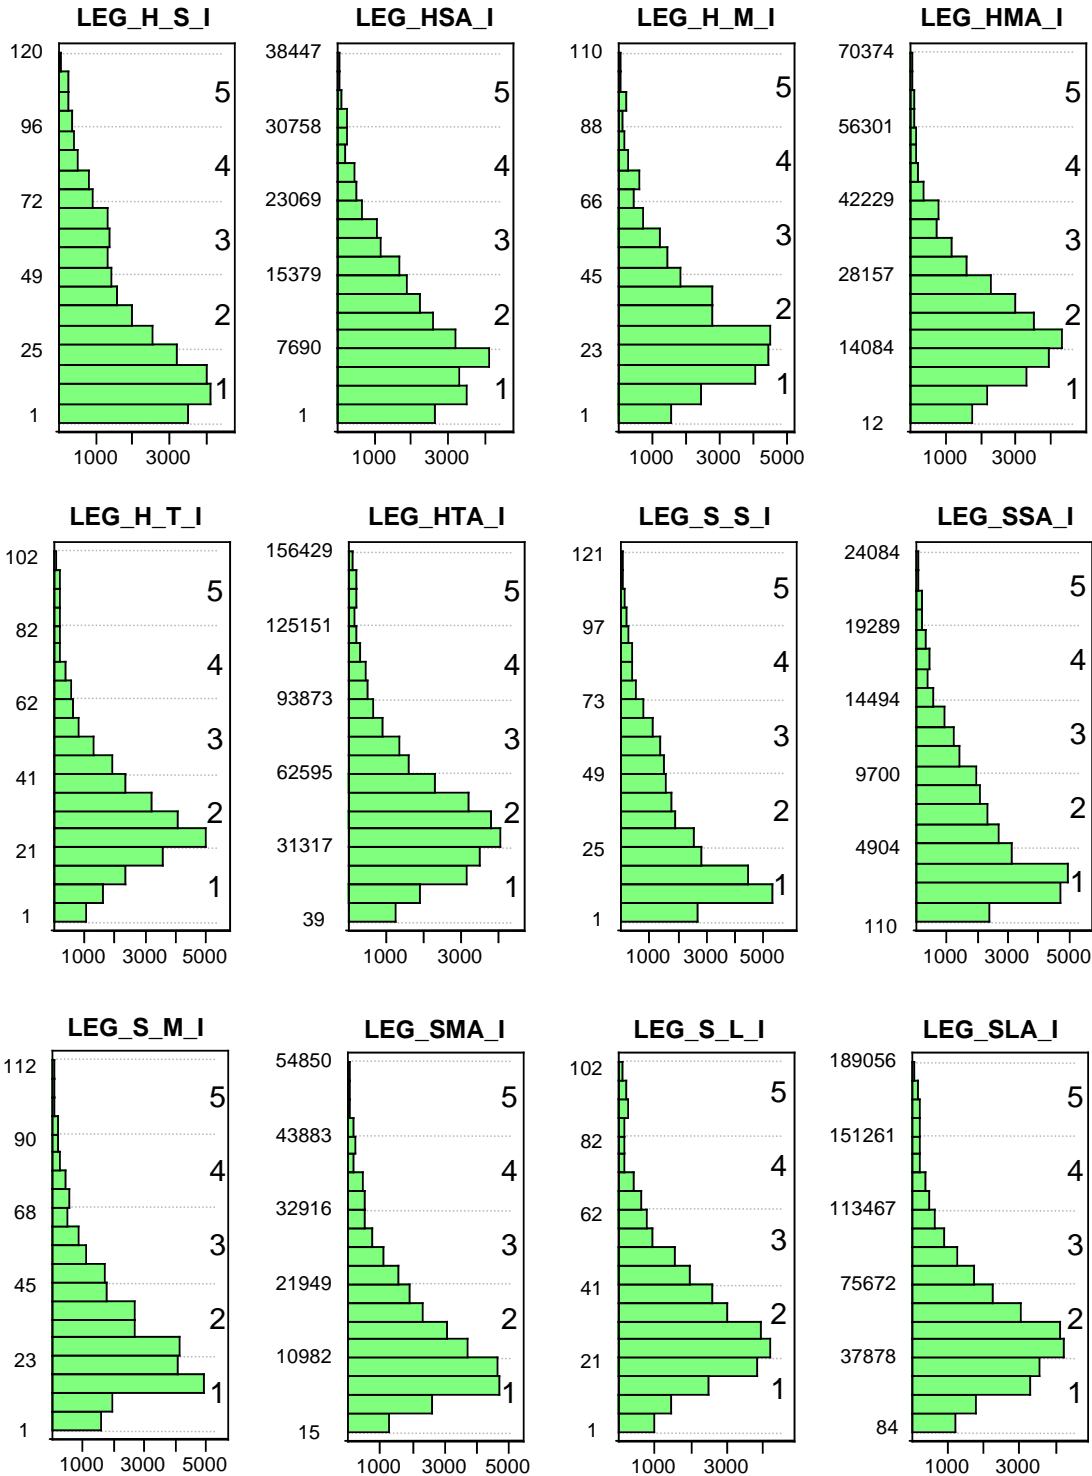 LEG_H_S_I LEG_HSA_I LEG_H_M_I LEG_HMA_I
120 38447 110 70374
5 5 5 5
96 30758 88 56301
4 4 4 4
72 23069 66 42229
3 3 3 3
49 15379 45 28157
2 2 2 2
25 7690 23 14084
1 1 1 1
1 1 1 12
1000 3000 1000 3000 1000 2000 3000 4000 5000 1000 3000
LEG_H_T_I LEG_HTA_I LEG_S_S_I LEG_SSA_I
102 156429 121 24084
5 5 5 5
82 125151 97 19289
4 4 4 4
62 93873 73 14494
3 3 3 3
41 62595 49 9700
2 2 2 2
21 31317 25 4904
1 1 1 1
1 39 1 110
1000 3000 5000 1000 3000 1000 3000 5000 1000 3000 5000
LEG_S_M_I LEG_SMA_I LEG_S_L_I LEG_SLA_I
112 54850 102 189056
5 5 5 5
90 43883 82 151261
4 4 4 4
68 32916 62 113467
3 3 3 3
45 21949 41 75672
2 2 2 2
23 10982 21 37878
1 1 1 1
1 15 1 84
1000 3000 5000 1000 2000 3000 4000 5000 1000 3000 1000 3000